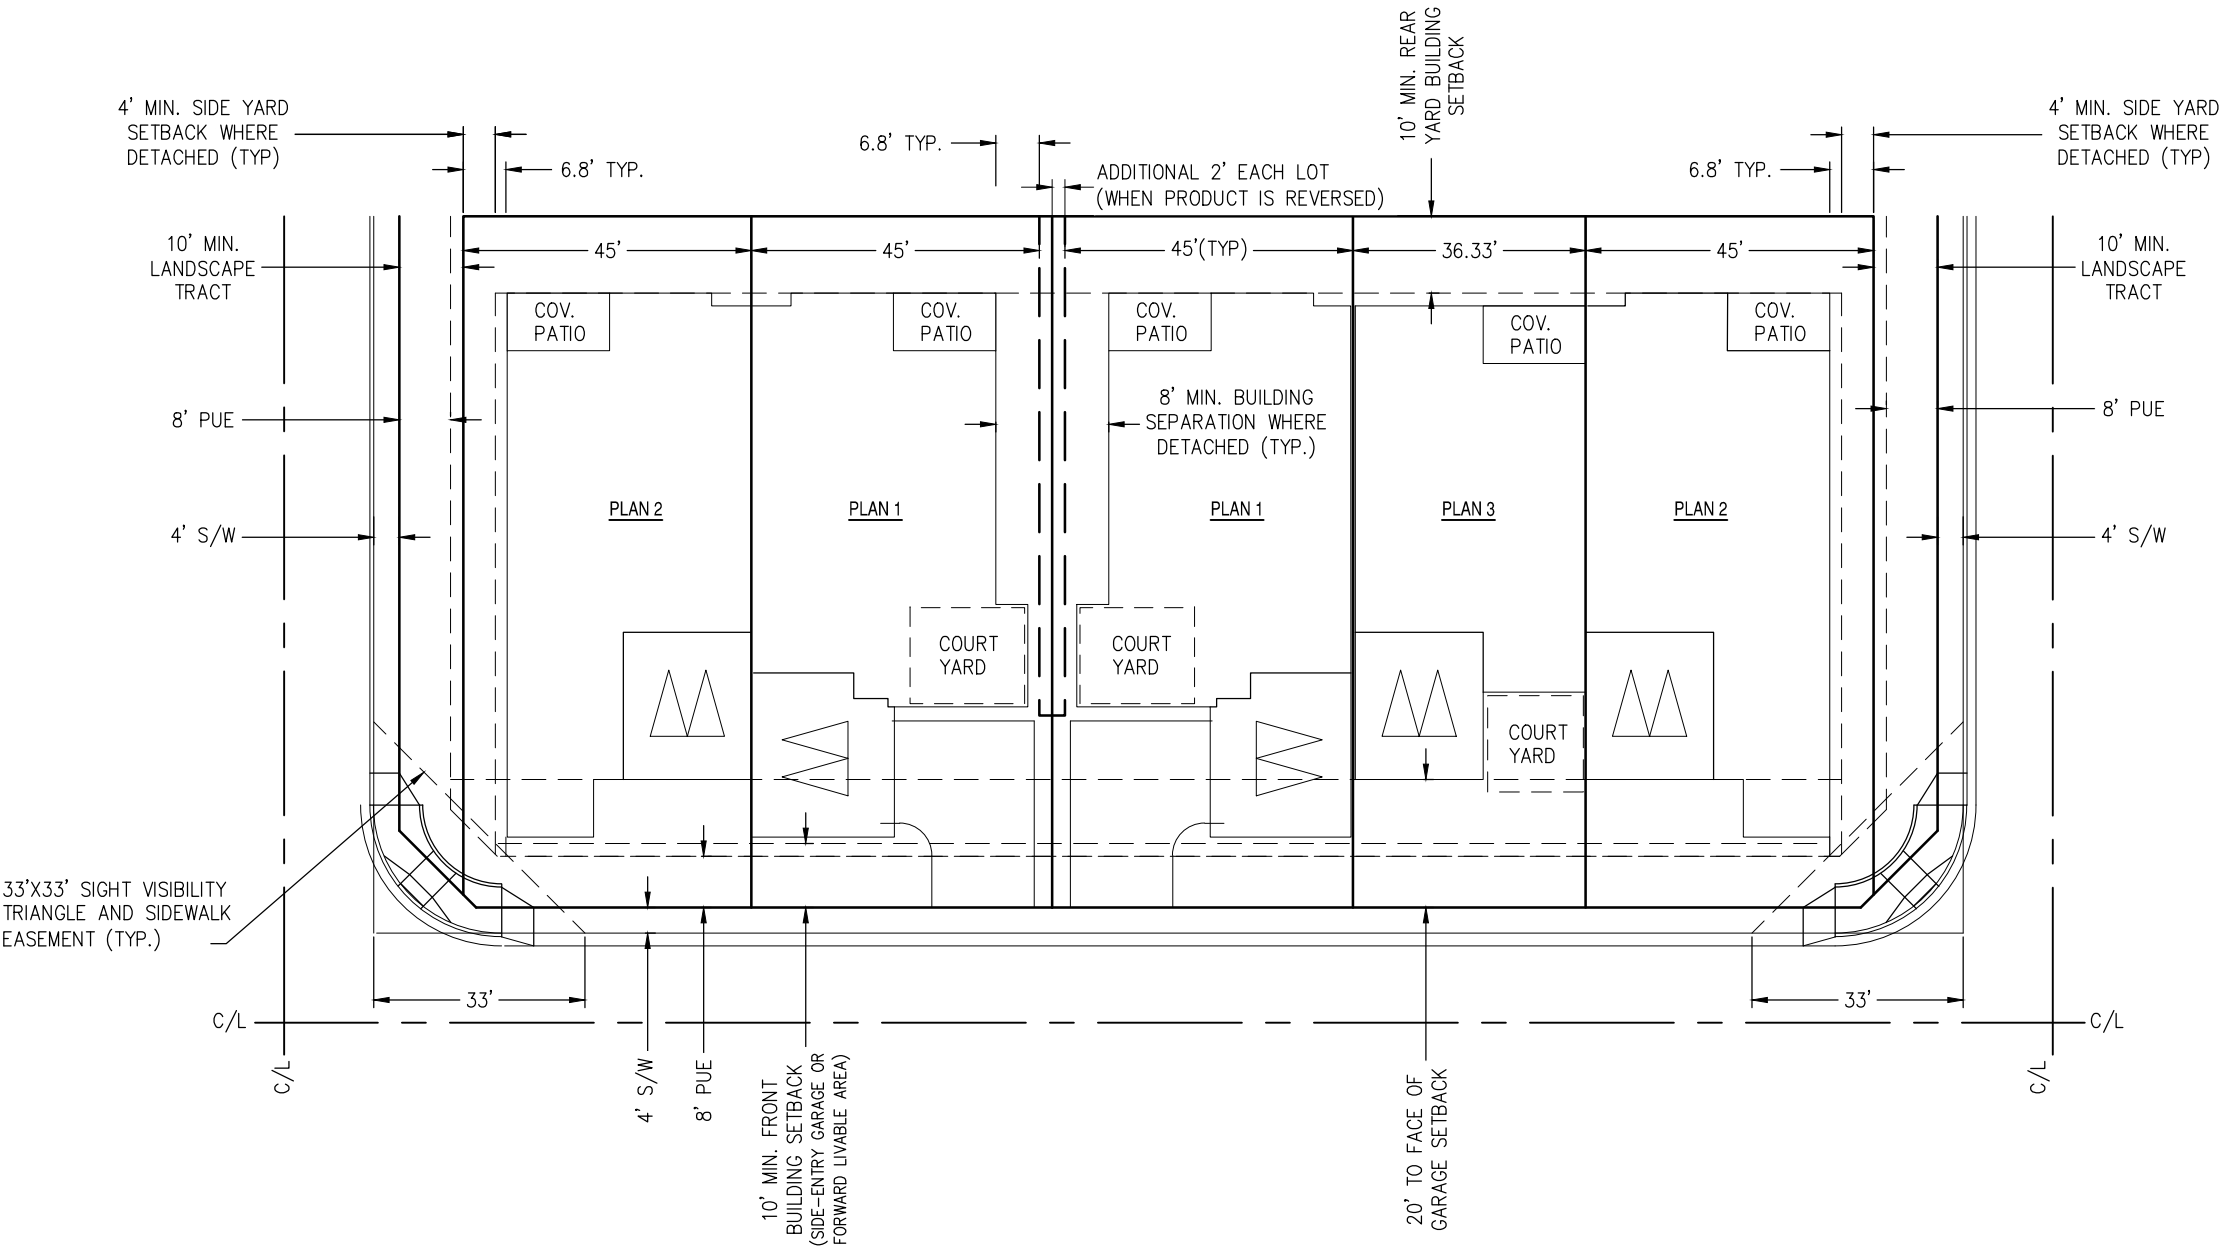 10' MIN. REAR
YARD BUILDING
SETBACK
4' MIN. SIDE YARD
SETBACK WHERE
DETACHED (TYP)
6.8' TYP.
6.8' TYP.
ADDITIONAL 2' EACH LOT
(WHEN PRODUCT IS REVERSED)
6.8' TYP.
4' MIN. SIDE YARD
SETBACK WHERE
DETACHED (TYP)
10' MIN.
LANDSCAPE
TRACT
45'
45'
45'(TYP)
36.33'
45'
10' MIN.
LANDSCAPE
TRACT
COV.
PATIO
COV.
PATIO
COV.
PATIO
COV.
PATIO
COV.
PATIO
8' PUE
8' MIN. BUILDING
SEPARATION WHERE
DETACHED (TYP.)
8' PUE
PLAN 2
PLAN 1
PLAN 1
PLAN 3
PLAN 2
4' S/W
4' S/W
COURT
YARD
COURT
YARD
COURT
YARD
33'X33' SIGHT VISIBILITY
TRIANGLE AND SIDEWALK
EASEMENT (TYP.)
33'
33'
C/L
C/L
C/L
4' S/W
8' PUE
10' MIN. FRONT
BUILDING SETBACK
(SIDE-ENTRY GARAGE OR
FORWARD LIVABLE AREA)
20' TO FACE OF
GARAGE SETBACK
C/L